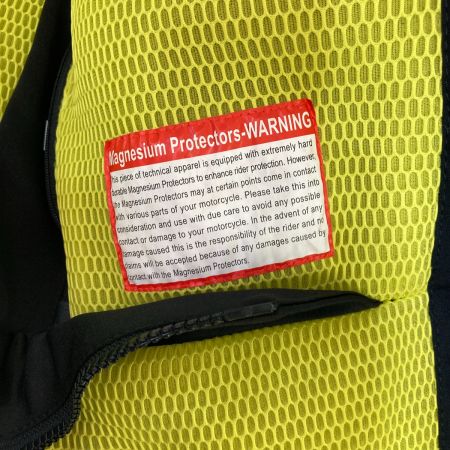 Magnesium Protectors-WARNING
This piece of technical apparel is equipped with extremely hard
durable Magnesium Protectors to enhance rider protection. However,
the Magnesium Protectors may at certain points come in contact
with various parts of your motorcycle. Please take this into
consideration and use with due care to avoid any possible
contact or damage to your motorcycle. In the advent of any
damage caused this is the responsibility of the rider and no
claims will be accepted because of any damages caused by
contact with the Magnesium Protectors.